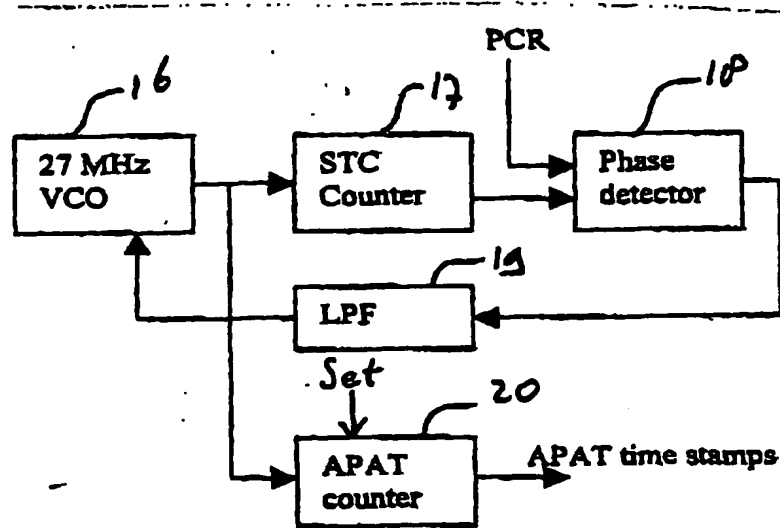 PCR
16
17
18
27 MHz
VCO
STC
Counter
Phase
detector
19
LPF
Set
20
APAT
counter
APAT time stamps